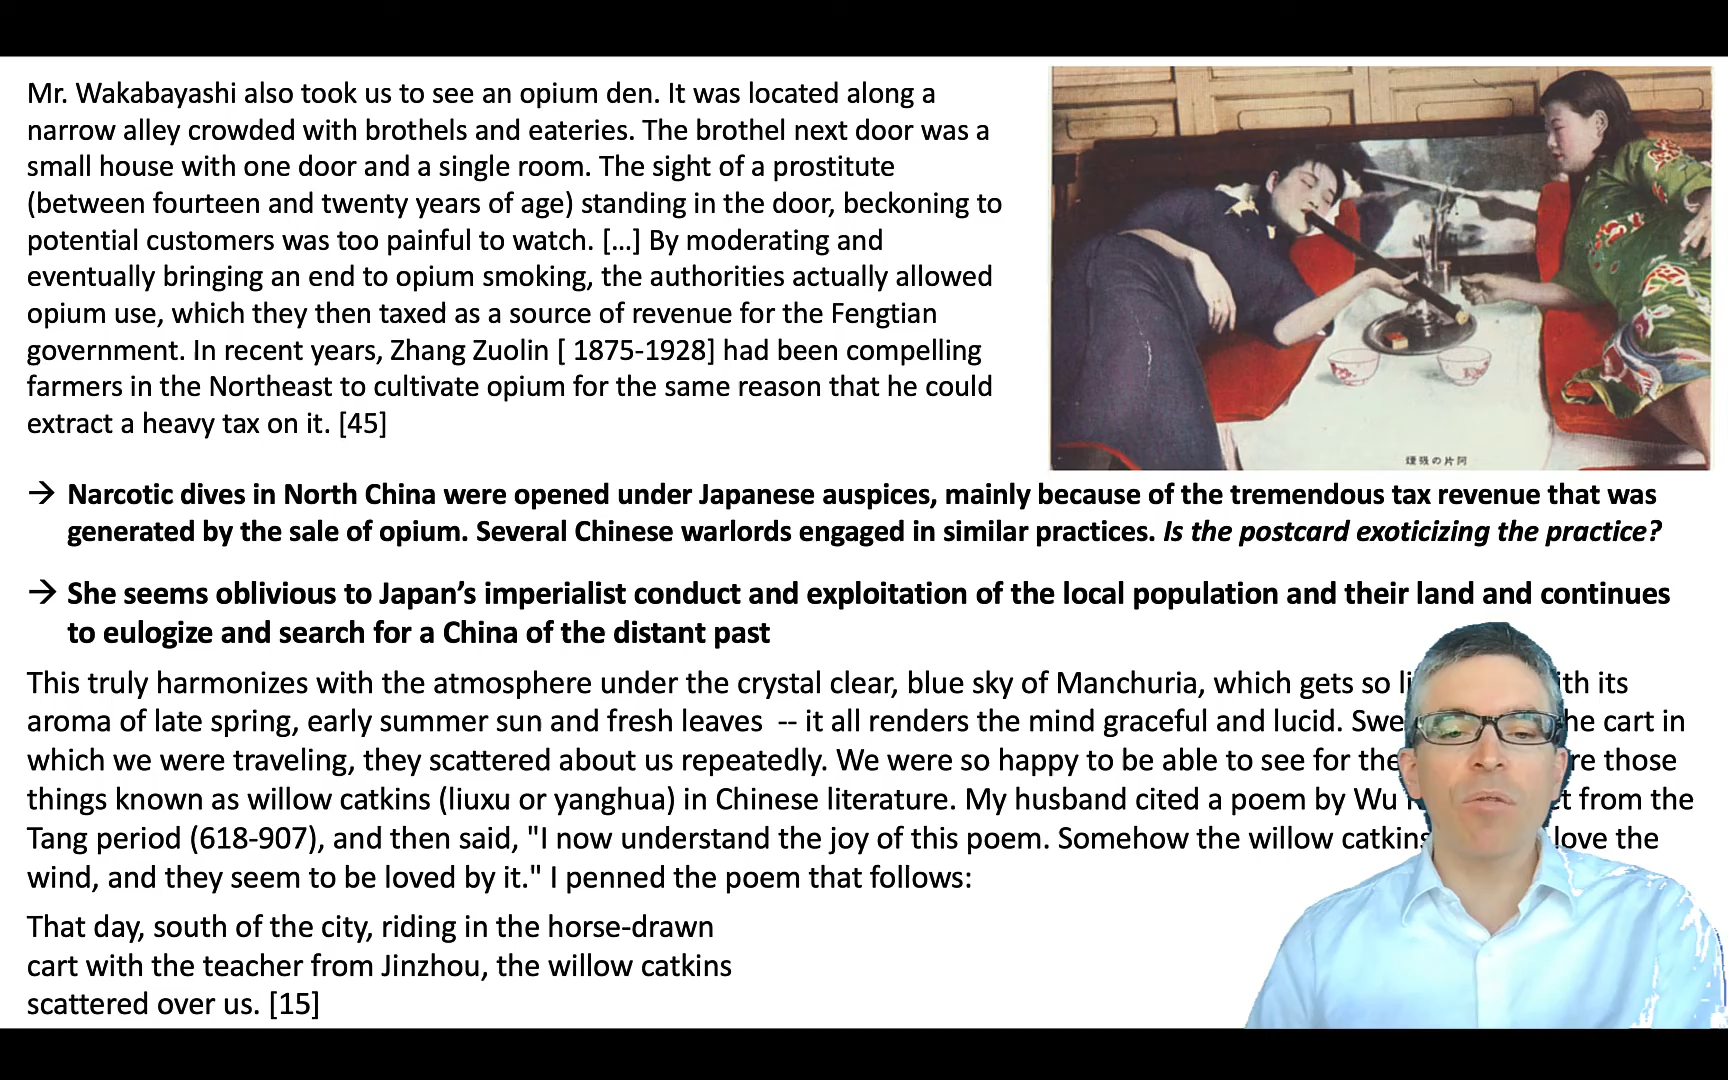 Mr. Wakabayashi also took us to see an opium den. It was located along a
narrow alley crowded with brothels and eateries. The brothel next door was a
small house with one door and a single room. The sight of a prostitute
(between fourteen and twenty years of age) standing in the door, beckoning to
potential customers was too painful to watch. […] By moderating and
eventually bringing an end to opium smoking, the authorities actually allowed
opium use, which they then taxed as a source of revenue for the Fengtian
government. In recent years, Zhang Zuolin [ 1875-1928] had been compelling
farmers in the Northeast to cultivate opium for the same reason that he could
extract a heavy tax on it. [45]
煙吸の片阿
→ Narcotic dives in North China were opened under Japanese auspices, mainly because of the tremendous tax revenue that was
generated by the sale of opium. Several Chinese warlords engaged in similar practices. Is the postcard exoticizing the practice?
→ She seems oblivious to Japan’s imperialist conduct and exploitation of the local population and their land and continues
to eulogize and search for a China of the distant past
This truly harmonizes with the atmosphere under the crystal clear, blue sky of Manchuria, which gets so its
aroma of late spring, early summer sun and fresh leaves -- it all renders the mind graceful and lucid. cart in
which we were traveling, they scattered about us repeatedly. We were so happy to be able to see for those
things known as willow catkins (liuxu or yanghua) in Chinese literature. My husband cited a poem by Wu from the
Tang period (618-907), and then said, "I now understand the joy of this poem. Somehow the willow catkins love the
wind, and they seem to be loved by it." I penned the poem that follows:
That day, south of the city, riding in the horse-drawn
cart with the teacher from Jinzhou, the willow catkins
scattered over us. [15]